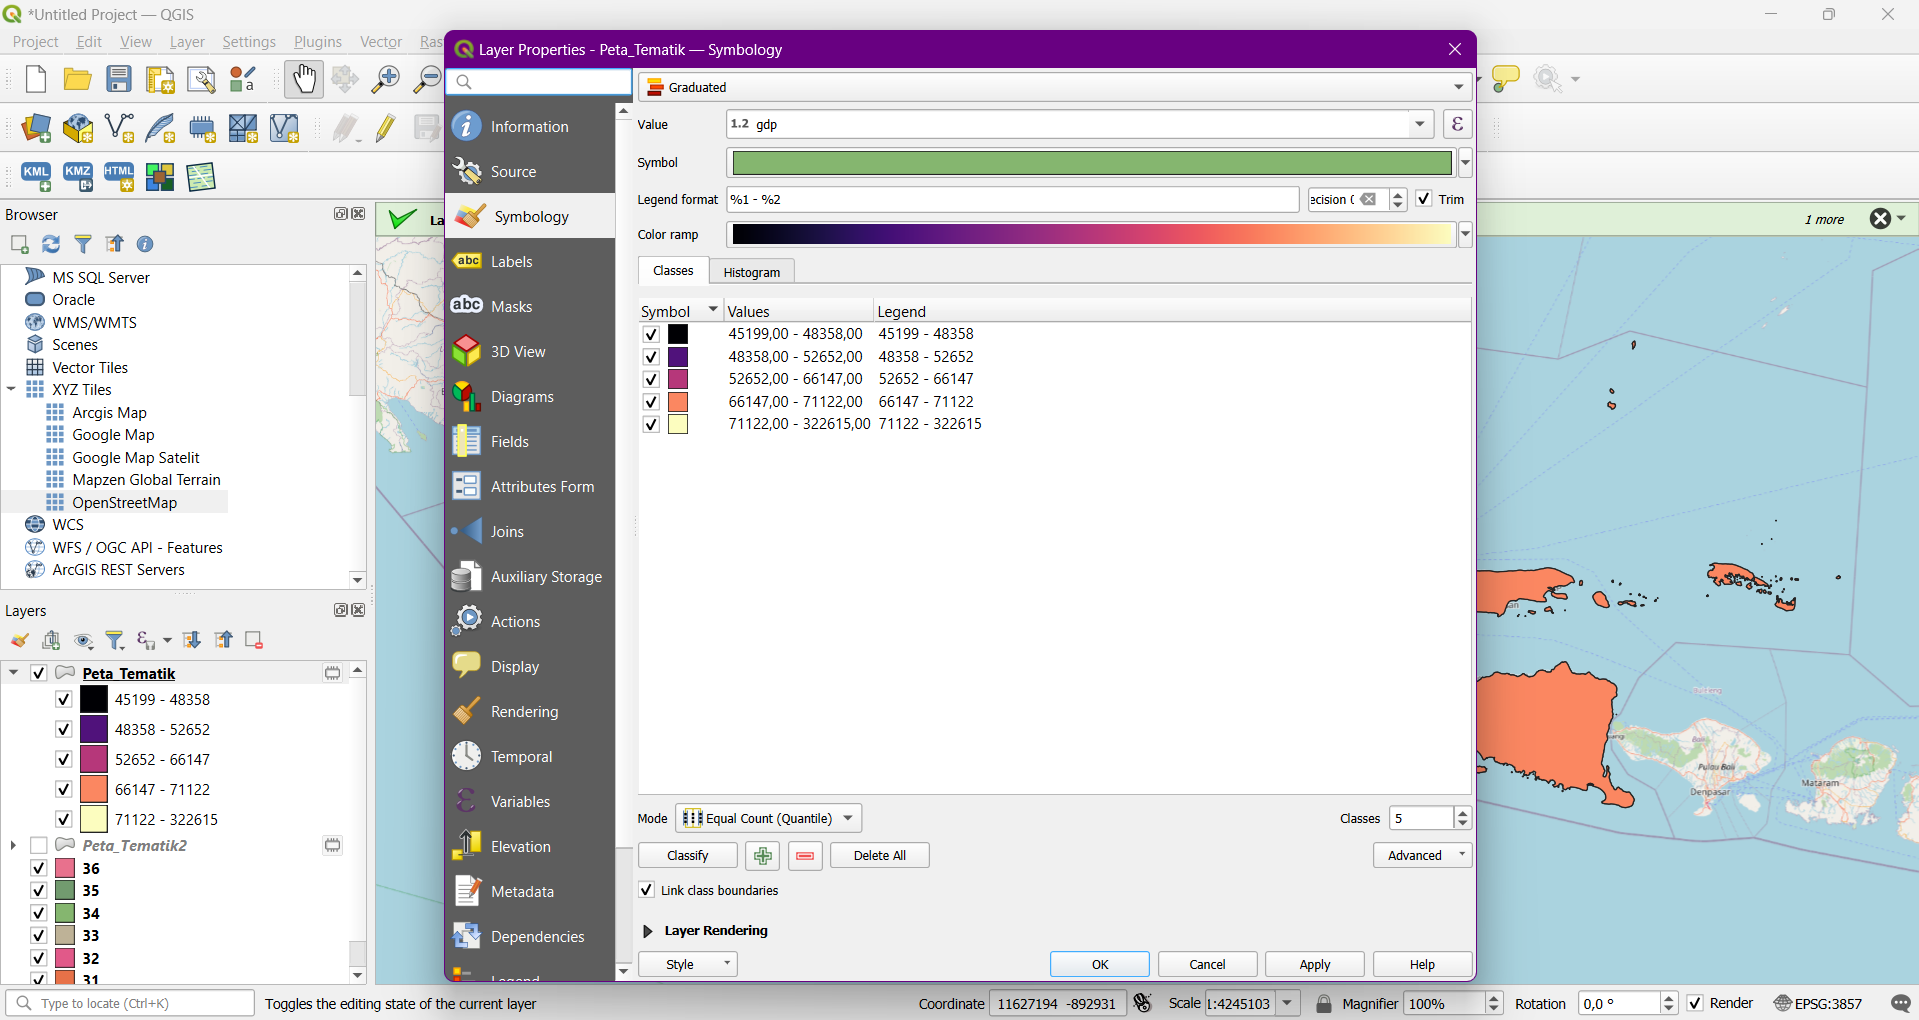 *Untitled Project — QGIS
Project Edit View Layer Settings Plugins Vector Ras
KML KMZ HTML
Browser
MS SQL Server
Oracle
WMS/WMTS
Scenes
Vector Tiles
XYZ Tiles
Arcgis Map
Google Map
Google Map Satelit
Mapzen Global Terrain
OpenStreetMap
WCS
WFS / OGC API - Features
ArcGIS REST Servers
Layers
Peta_Tematik
45199 - 48358
48358 - 52652
52652 - 66147
66147 - 71122
71122 - 322615
Peta_Tematik2
36
35
34
33
32
31
La
Layer Properties - Peta_Tematik — Symbology
Information
Source
Symbology
abc Labels
abc Masks
3D View
Diagrams
Fields
Attributes Form
Joins
Auxiliary Storage
Actions
Display
Rendering
Temporal
Variables
Elevation
Metadata
Dependencies
Legend
Graduated
Value 1.2 gdp ε
Symbol
Legend format %1 - %2 ecision ( Trim
Color ramp
Classes Histogram
Symbol Values Legend
45199,00 - 48358,00 45199 - 48358
48358,00 - 52652,00 48358 - 52652
52652,00 - 66147,00 52652 - 66147
66147,00 - 71122,00 66147 - 71122
71122,00 - 322615,00 71122 - 322615
Mode Equal Count (Quantile) Classes 5
Classify Delete All Advanced
Link class boundaries
Layer Rendering
Style OK Cancel Apply Help
1 more
Bali
Pulau Bali
Denpasar
Mataram
Type to locate (Ctrl+K) Toggles the editing state of the current layer Coordinate 11627194 -892931 Scale 1:4245103 Magnifier 100% Rotation 0,0 ° Render EPSG:3857